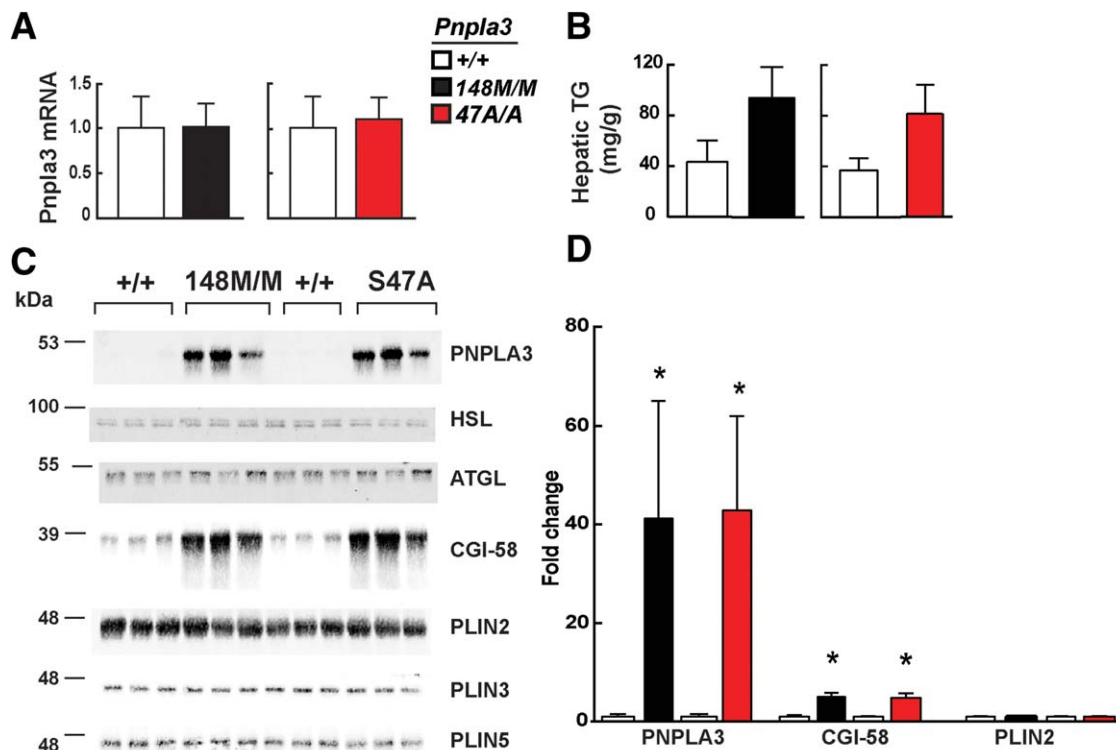 A
Pnpla3 mRNA
1.5
1.0
0.5
0
Pnpla3
+/+
148M/M
47A/A
B
Hepatic TG
(mg/g)
120
80
40
0
C
kDa
+/+ 148M/M +/+ S47A
53 PNPLA3
100 HSL
55 ATGL
39 CGI-58
48 PLIN2
48 PLIN3
48 PLIN5
D
Fold change
80
60
40
20
0
* * * *
PNPLA3 CGI-58 PLIN2